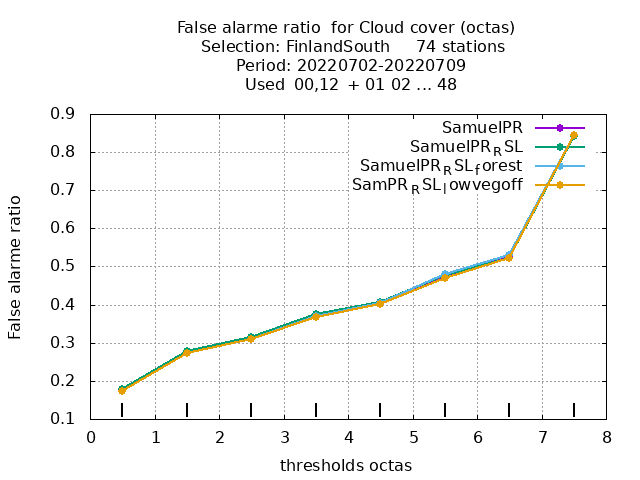 False alarme ratio  for Cloud cover (octas)
Selection: FinlandSouth     74 stations
Period: 20220702-20220709
Used  00,12  + 01 02 ... 48
False alarme ratio
0.9
0.8
0.7
0.6
0.5
0.4
0.3
0.2
0.1
SamuelPR
SamuelPR_RSL
SamuelPR_RSL_forest
SamPR_RSL_lowvegoff
0 1 2 3 4 5 6 7 8
thresholds octas